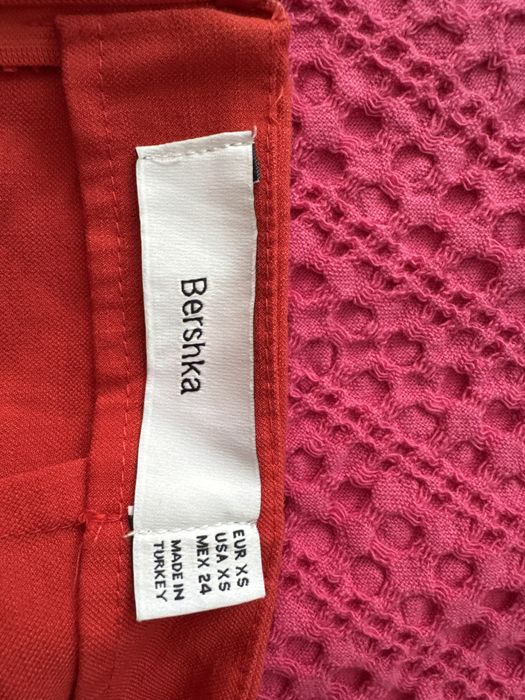 Bershka
EUR XS
USA XS
MEX 24
MADE IN
TURKEY